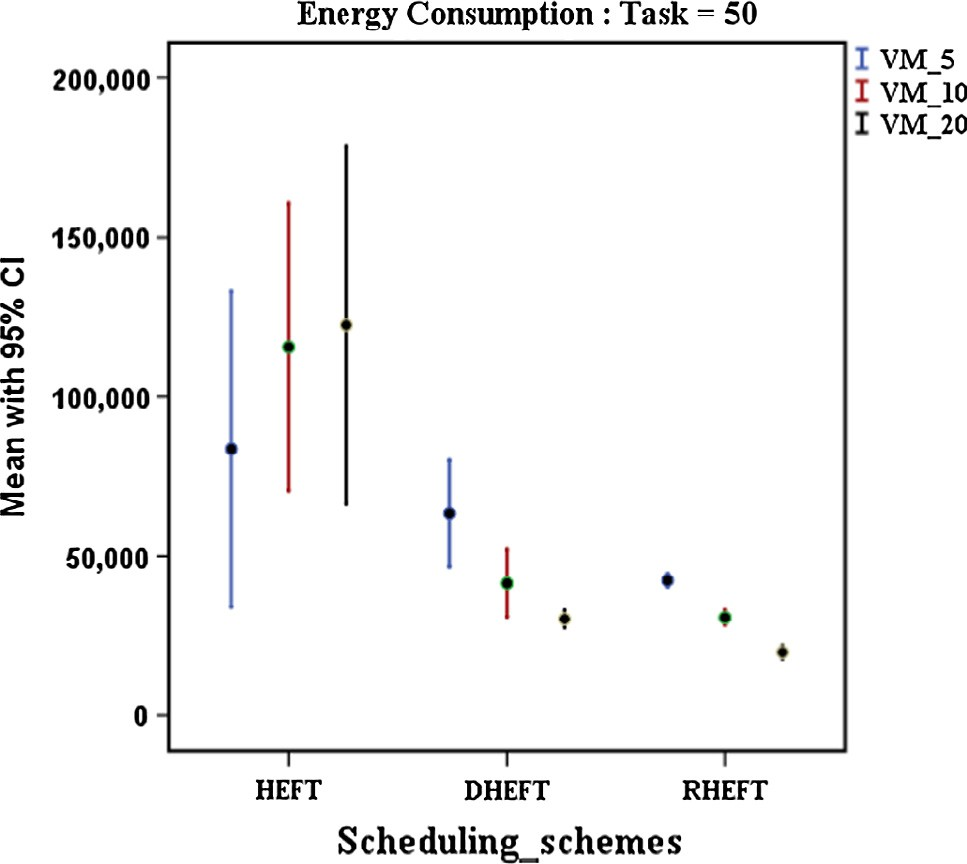 Energy Consumption : Task = 50
VM_5
VM_10
VM_20
Mean with 95% CI
200,000
150,000
100,000
50,000
0
HEFT
DHEFT
RHEFT
Scheduling_schemes